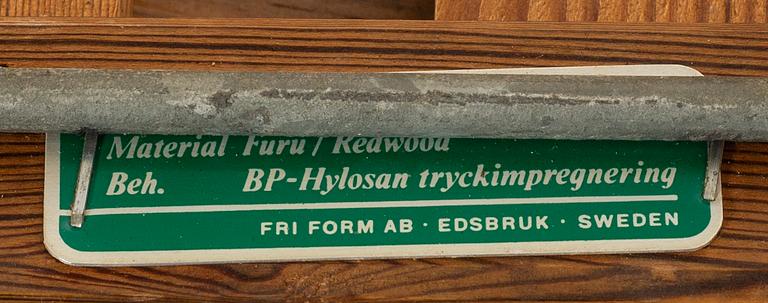 Material Furu / Redwood
Beh. BP-Hylosan tryckimpregnering
FRI FORM AB · EDSBRUK · SWEDEN